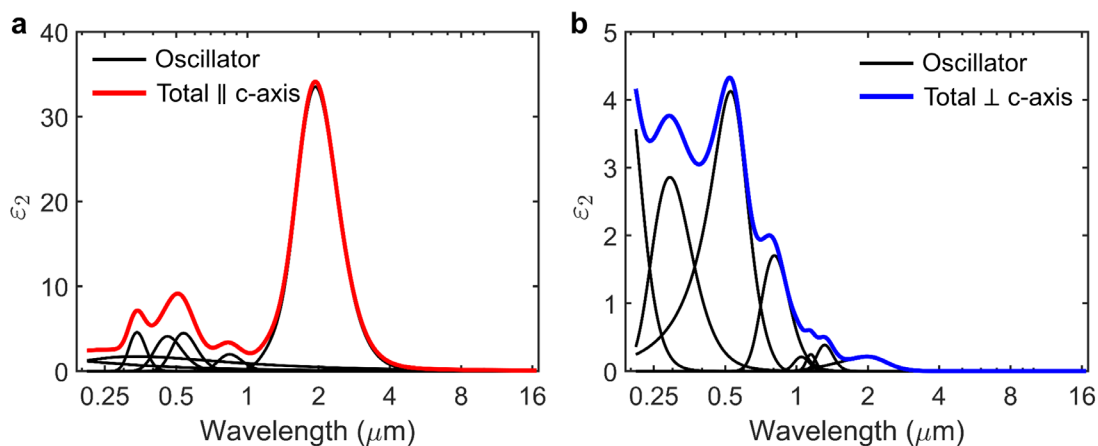 a
40
30
20
10
0
ε2
Oscillator
Total ∥ c-axis
0.25 0.5 1 2 4 8 16
Wavelength (μm)
b
5
4
3
2
1
0
ε2
Oscillator
Total ⊥ c-axis
0.25 0.5 1 2 4 8 16
Wavelength (μm)